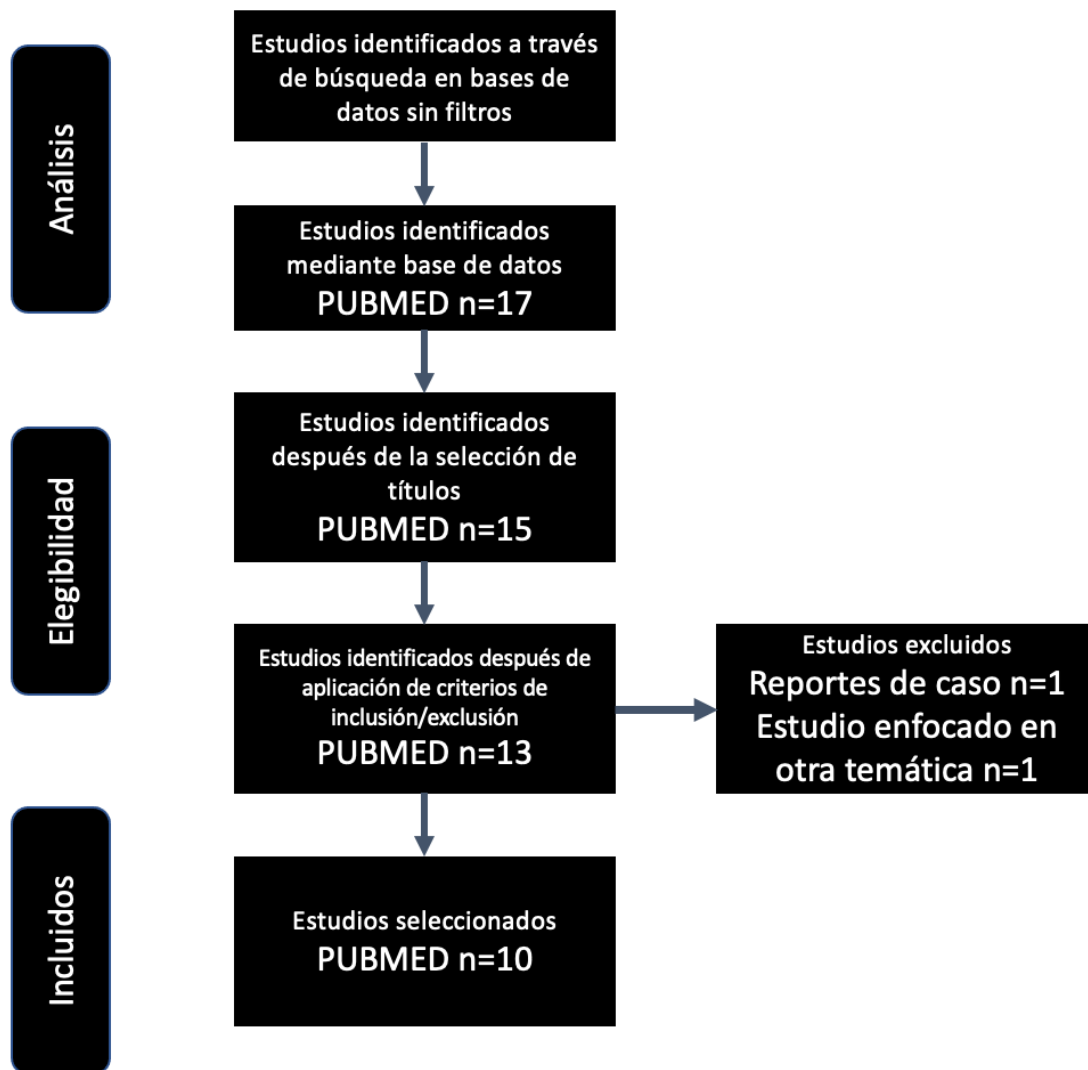 Análisis
Estudios identificados a través
de búsqueda en bases de
datos sin filtros
Estudios identificados
mediante base de datos
PUBMED n=17
Elegibilidad
Estudios identificados
después de la selección de
títulos
PUBMED n=15
Estudios identificados después de
aplicación de criterios de
inclusión/exclusión
PUBMED n=13
Estudios excluidos
Reportes de caso n=1
Estudio enfocado en
otra temática n=1
Incluidos
Estudios seleccionados
PUBMED n=10